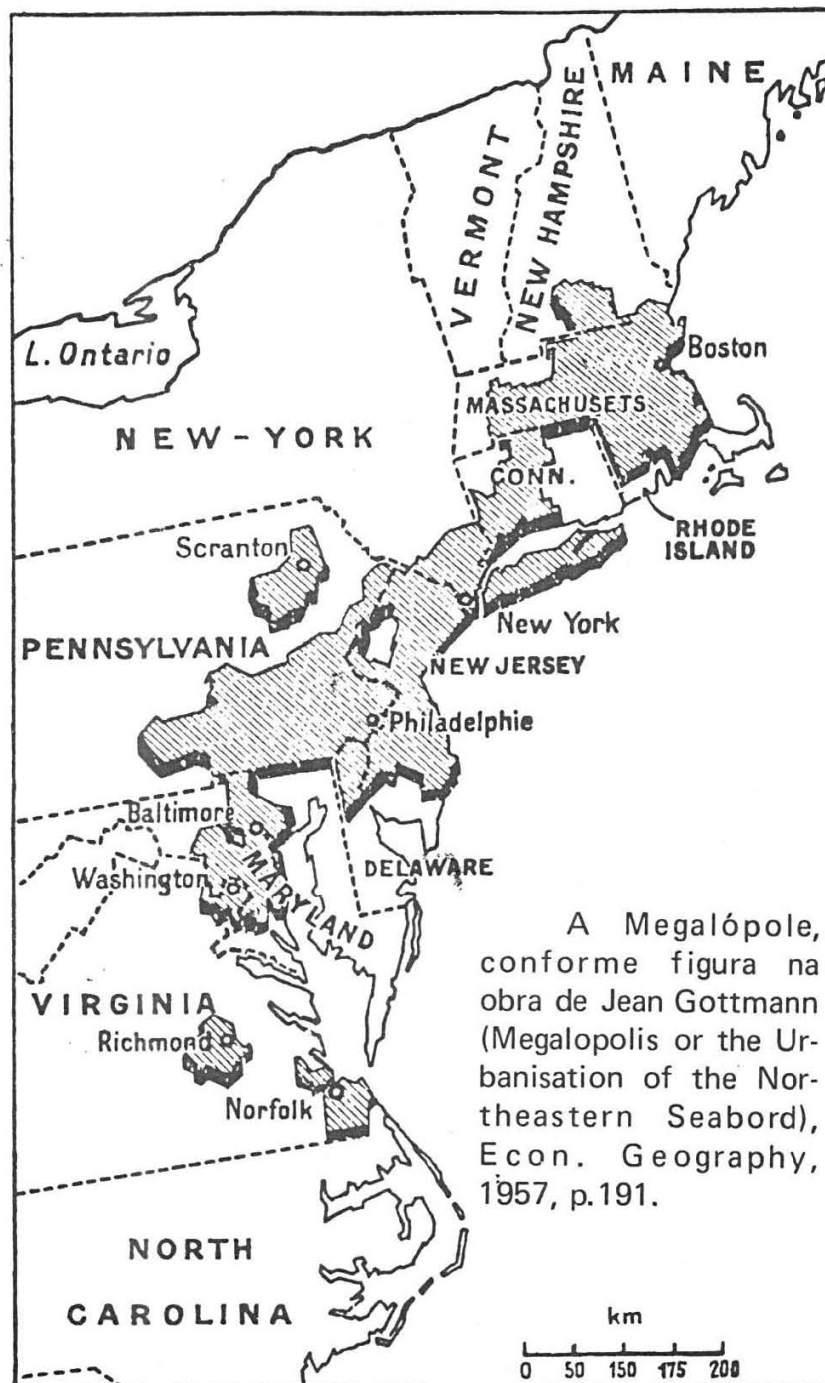 MAINE
NEW HAMPSHIRE
VERMONT
L. Ontario
Boston
MASSACHUSETS
NEW-YORK
CONN.
RHODE
ISLAND
Scranton
New York
PENNSYLVANIA
NEW JERSEY
Philadelphie
Baltimore
DELAWARE
Washington
MARYLAND
VIRGINIA
Richmond
Norfolk
A Megalópole,
conforme figura na
obra de Jean Gottmann
(Megalopolis or the Ur-
banisation of the Nor-
theastern Seabord),
Econ. Geography,
1957, p.191.
NORTH
CAROLINA
km
0 50 150 175 200